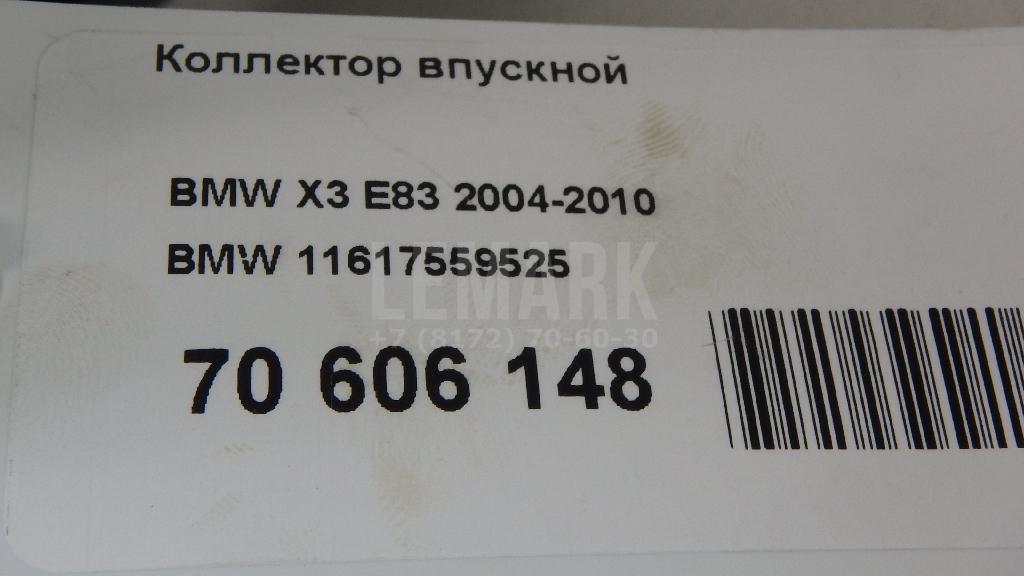 Коллектор впускной
BMW X3 E83 2004-2010
BMW 11617559525
LEMARK
+7 (8172) 70-60-30
70 606 148